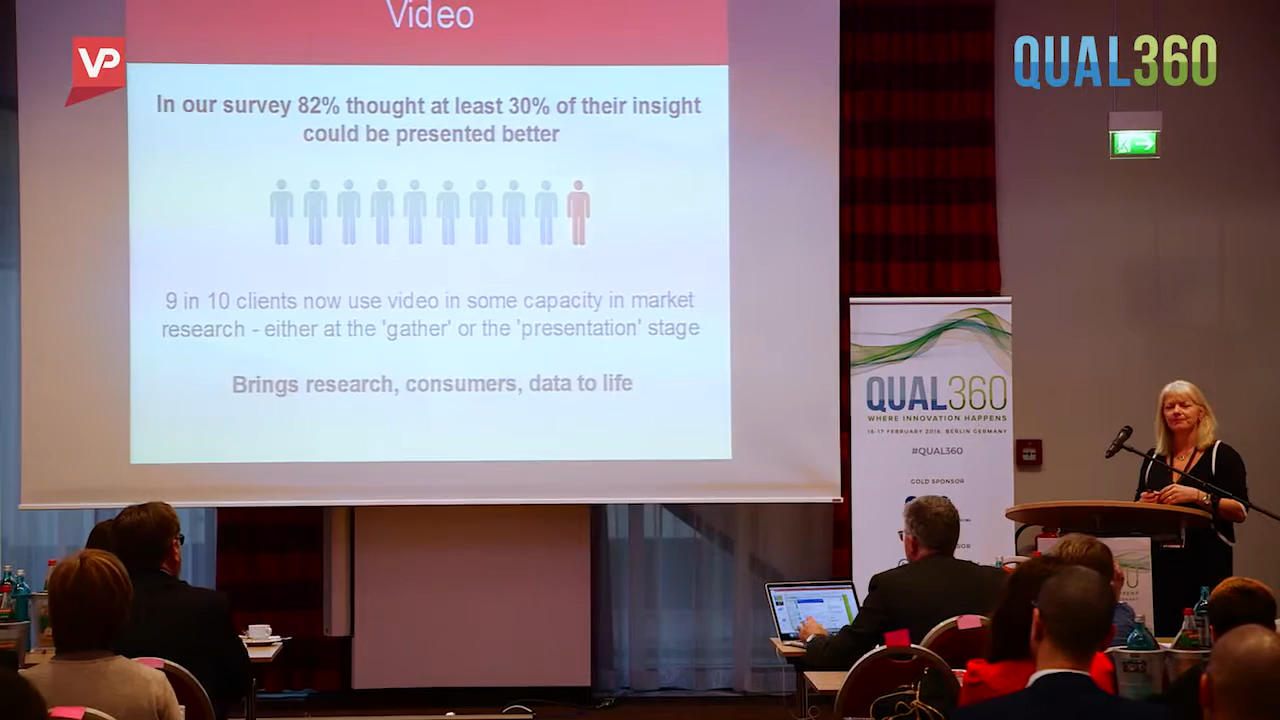 Video
VP
QUAL360
In our survey 82% thought at least 30% of their insight
could be presented better
9 in 10 clients now use video in some capacity in market
research - either at the 'gather' or the 'presentation' stage
Brings research, consumers, data to life
QUAL360
WHERE INNOVATION HAPPENS
16-17 FEBRUARY 2016, BERLIN GERMANY
#QUAL360
GOLD SPONSOR